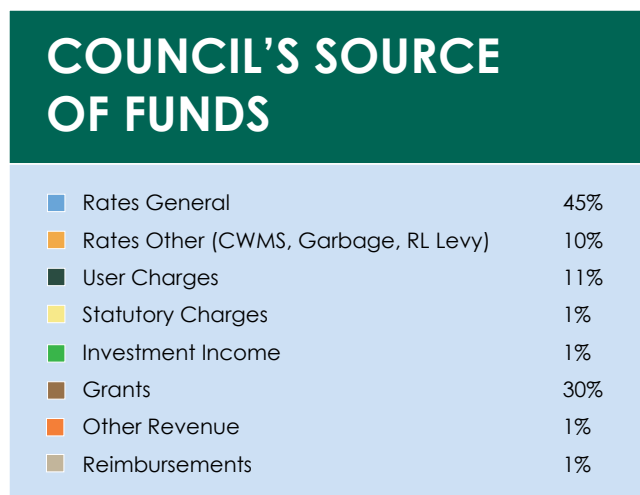 COUNCIL’S SOURCE
OF FUNDS
Rates General 45%
Rates Other (CWMS, Garbage, RL Levy) 10%
User Charges 11%
Statutory Charges 1%
Investment Income 1%
Grants 30%
Other Revenue 1%
Reimbursements 1%